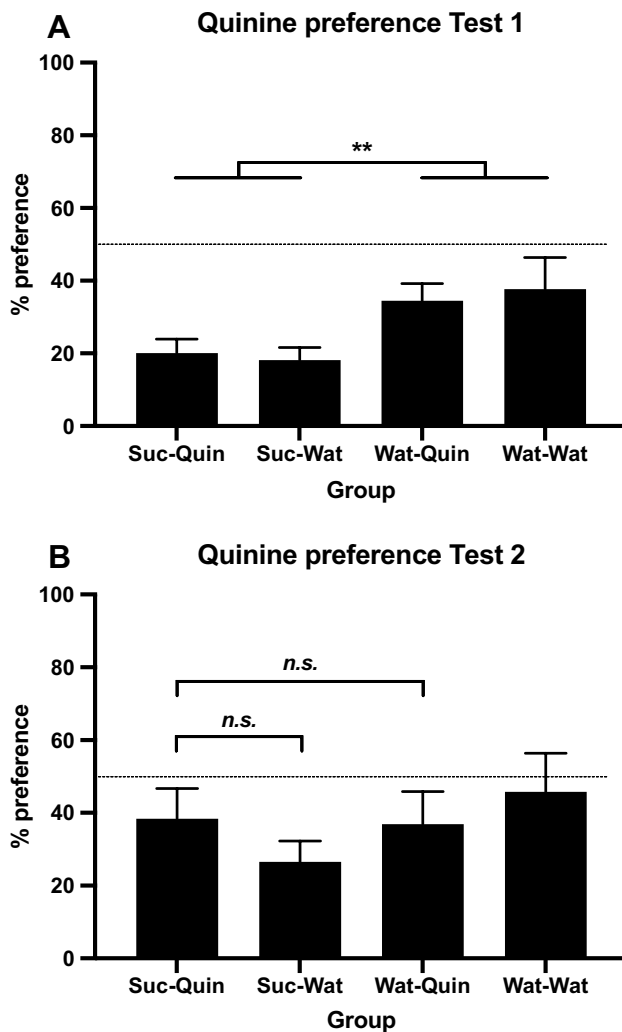 A Quinine preference Test 1
100
80
60
40
20
0
% preference
**
Suc-Quin Suc-Wat Wat-Quin Wat-Wat
Group
B Quinine preference Test 2
100
80
60
40
20
0
% preference
n.s.
n.s.
Suc-Quin Suc-Wat Wat-Quin Wat-Wat
Group